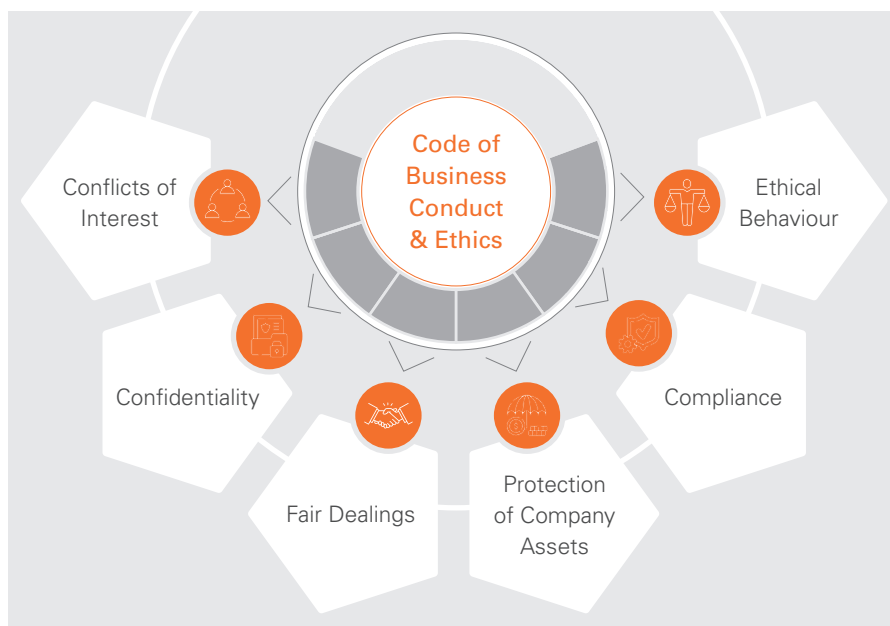 Code of
Business
Conduct
& Ethics
Conflicts of
Interest
Confidentiality
Fair Dealings
Protection
of Company
Assets
Compliance
Ethical
Behaviour